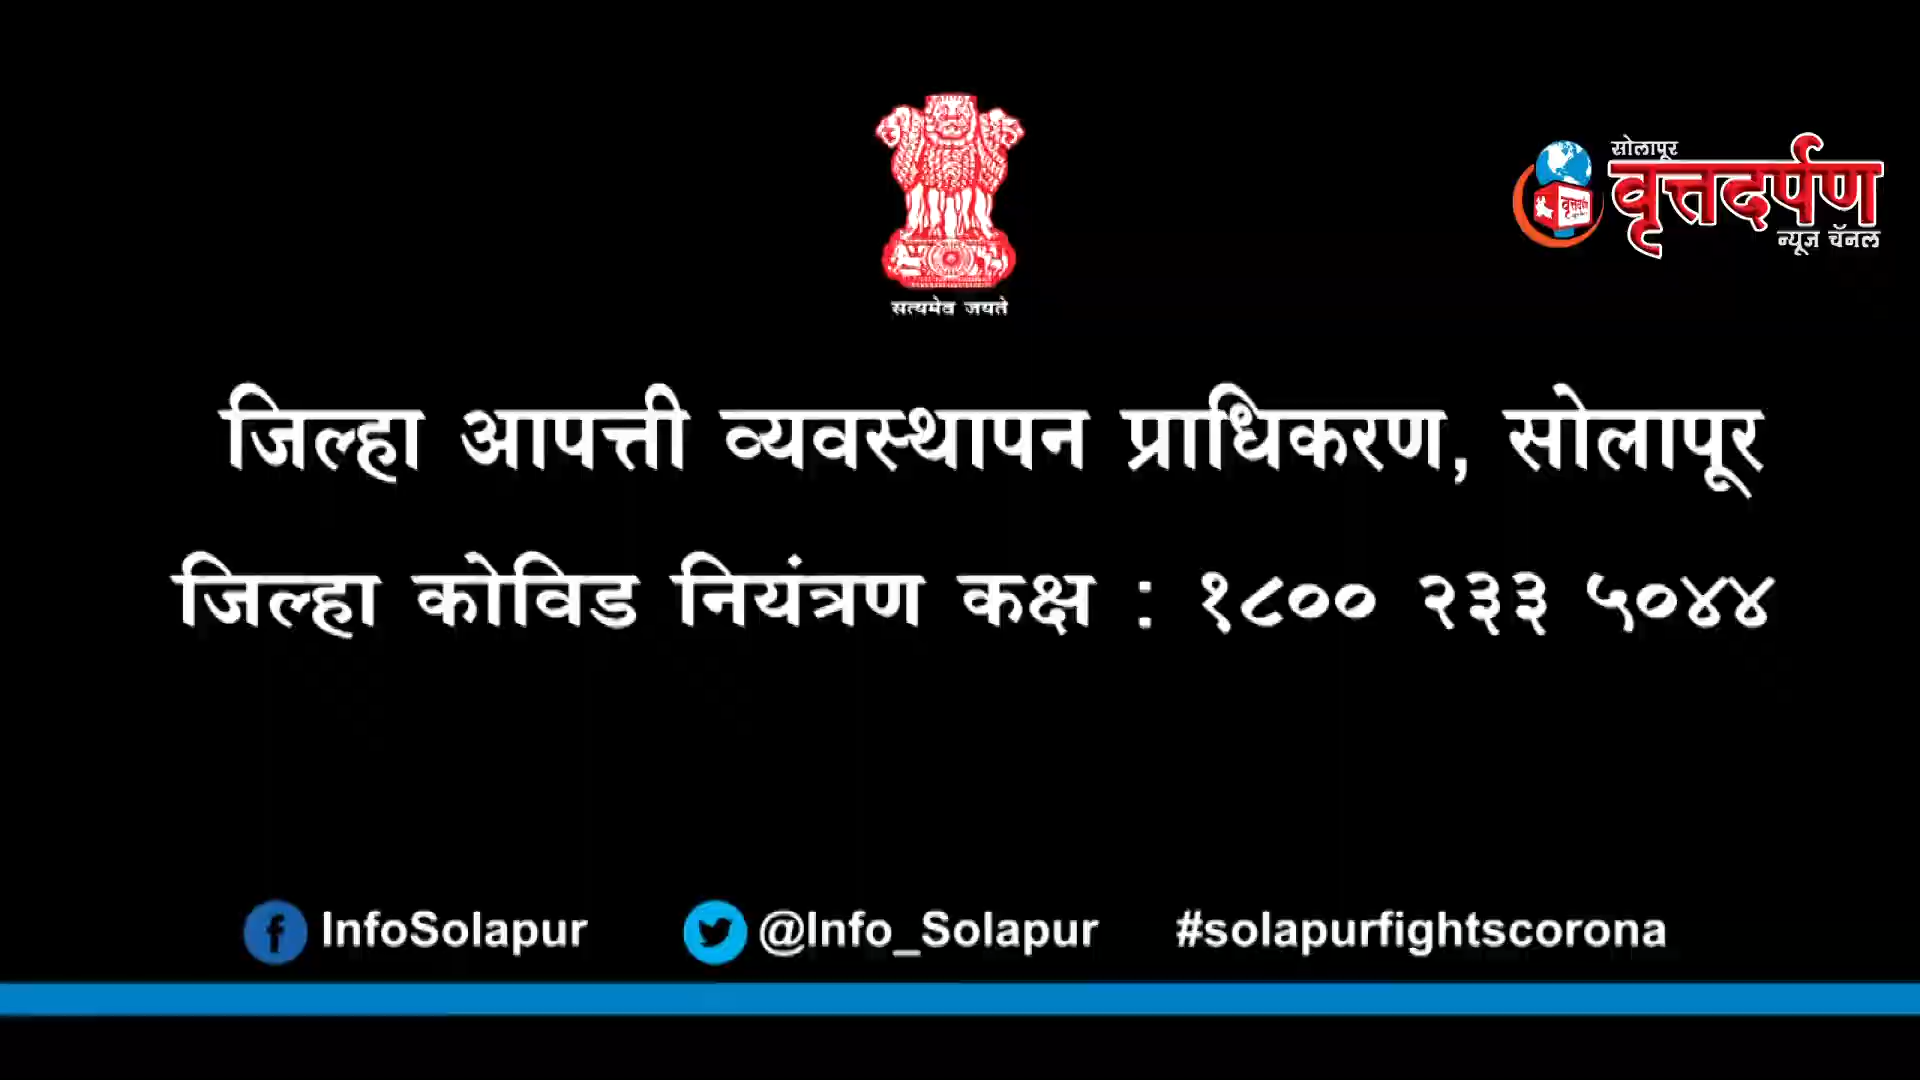 सत्यमेव जयते
सोलापूर
वृत्तदर्पण
न्यूज चॅनल
जिल्हा आपत्ती व्यवस्थापन प्राधिकरण, सोलापूर
जिल्हा कोविड नियंत्रण कक्ष : १८०० २३३ ५०४४
InfoSolapur @Info_Solapur #solapurfightscorona